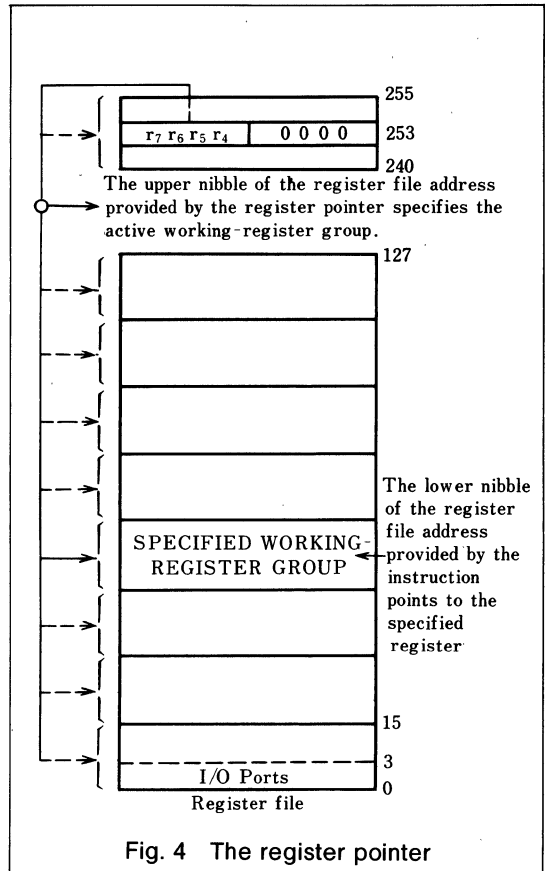 255
r7 r6 r5 r4 0 0 0 0 253
240
The upper nibble of the register file address
provided by the register pointer specifies the
active working-register group.
127
The lower nibble
of the register
file address
provided by the
instruction
points to the
specified
register
SPECIFIED WORKING-
REGISTER GROUP
15
3
I/O Ports
0
Register file
Fig. 4 The register pointer